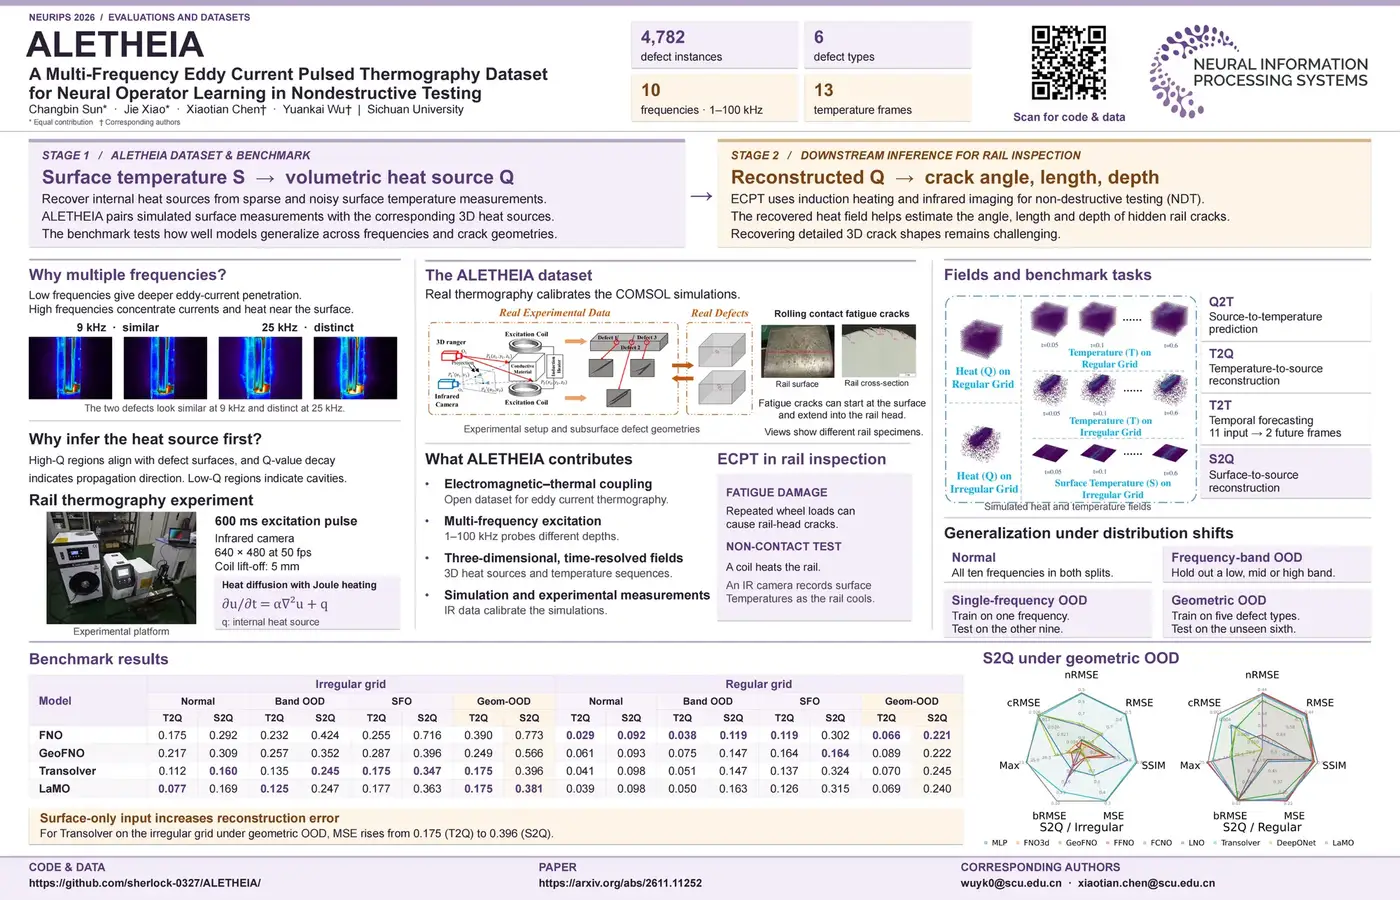 NEURIPS 2026 / EVALUATIONS AND DATASETS
ALETHEIA
A Multi-Frequency Eddy Current Pulsed Thermography Dataset
for Neural Operator Learning in Nondestructive Testing
Changbin Sun* · Jie Xiao* · Xiaotian Chen† · Yuankai Wu† | Sichuan University
* Equal contribution † Corresponding authors
4,782
defect instances
6
defect types
10
frequencies · 1–100 kHz
13
temperature frames
Scan for code & data
NEURAL INFORMATION
PROCESSING SYSTEMS
STAGE 1 / ALETHEIA DATASET & BENCHMARK
Surface temperature S → volumetric heat source Q
Recover internal heat sources from sparse and noisy surface temperature measurements.
ALETHEIA pairs simulated surface measurements with the corresponding 3D heat sources.
The benchmark tests how well models generalize across frequencies and crack geometries.
→
STAGE 2 / DOWNSTREAM INFERENCE FOR RAIL INSPECTION
Reconstructed Q → crack angle, length, depth
ECPT uses induction heating and infrared imaging for non-destructive testing (NDT).
The recovered heat field helps estimate the angle, length and depth of hidden rail cracks.
Recovering detailed 3D crack shapes remains challenging.
Why multiple frequencies?
Low frequencies give deeper eddy-current penetration.
High frequencies concentrate currents and heat near the surface.
9 kHz · similar
25 kHz · distinct
The two defects look similar at 9 kHz and distinct at 25 kHz.
Why infer the heat source first?
High-Q regions align with defect surfaces, and Q-value decay
indicates propagation direction. Low-Q regions indicate cavities.
Rail thermography experiment
600 ms excitation pulse
Infrared camera
640 × 480 at 50 fps
Coil lift-off: 5 mm
Heat diffusion with Joule heating
∂u/∂t = α∇²u + q
q: internal heat source
Experimental platform
The ALETHEIA dataset
Real thermography calibrates the COMSOL simulations.
Real Experimental Data
Real Defects
3D ranger
Projection
Excitation Coil
Conductive
Material
Infrared
Camera
Excitation Coil
Defect 1
Defect 2
Defect 3
Experimental setup and subsurface defect geometries
Rolling contact fatigue cracks
Rail surface
Rail cross-section
Fatigue cracks can start at the surface
and extend into the rail head.
Views show different rail specimens.
What ALETHEIA contributes
• Electromagnetic–thermal coupling
Open dataset for eddy current thermography.
• Multi-frequency excitation
1–100 kHz probes different depths.
• Three-dimensional, time-resolved fields
3D heat sources and temperature sequences.
• Simulation and experimental measurements
IR data calibrate the simulations.
ECPT in rail inspection
FATIGUE DAMAGE
Repeated wheel loads can
cause rail-head cracks.
NON-CONTACT TEST
A coil heats the rail.
An IR camera records surface
Temperatures as the rail cools.
Fields and benchmark tasks
Heat (Q) on
Regular Grid
t=0.05 t=0.1 t=0.6
Temperature (T) on
Regular Grid
t=0.05 t=0.1 t=0.6
Temperature (T) on
Irregular Grid
Heat (Q) on
Irregular Grid
t=0.05 t=0.1 t=0.6
Surface Temperature (S) on
Irregular Grid
Simulated heat and temperature fields
Q2T
Source-to-temperature
prediction
T2Q
Temperature-to-source
reconstruction
T2T
Temporal forecasting
11 input → 2 future frames
S2Q
Surface-to-source
reconstruction
Generalization under distribution shifts
Normal
All ten frequencies in both splits.
Frequency-band OOD
Hold out a low, mid or high band.
Single-frequency OOD
Train on one frequency.
Test on the other nine.
Geometric OOD
Train on five defect types.
Test on the unseen sixth.
Benchmark results
Model Irregular grid Regular grid
Normal Band OOD SFO Geom-OOD Normal Band OOD SFO Geom-OOD
T2Q S2Q T2Q S2Q T2Q S2Q T2Q S2Q T2Q S2Q T2Q S2Q T2Q S2Q T2Q S2Q
FNO 0.175 0.292 0.232 0.424 0.255 0.716 0.390 0.773 0.029 0.092 0.038 0.119 0.119 0.302 0.066 0.221
GeoFNO 0.217 0.309 0.257 0.352 0.287 0.396 0.249 0.566 0.061 0.093 0.075 0.147 0.164 0.164 0.089 0.222
Transolver 0.112 0.160 0.135 0.245 0.175 0.347 0.175 0.396 0.041 0.098 0.051 0.147 0.137 0.324 0.070 0.245
LaMO 0.077 0.169 0.125 0.247 0.177 0.363 0.175 0.381 0.039 0.098 0.050 0.163 0.126 0.315 0.069 0.240
Surface-only input increases reconstruction error
For Transolver on the irregular grid under geometric OOD, MSE rises from 0.175 (T2Q) to 0.396 (S2Q).
S2Q under geometric OOD
nRMSE
RMSE
SSIM
MSE
bRMSE
Max
cRMSE
S2Q / Irregular
nRMSE
RMSE
SSIM
MSE
bRMSE
Max
cRMSE
S2Q / Regular
MLP FNO3d GeoFNO FFNO FCNO LNO Transolver DeepONet LaMO
CODE & DATA
https://github.com/sherlock-0327/ALETHEIA/
PAPER
https://arxiv.org/abs/2611.11252
CORRESPONDING AUTHORS
wuyk0@scu.edu.cn · xiaotian.chen@scu.edu.cn